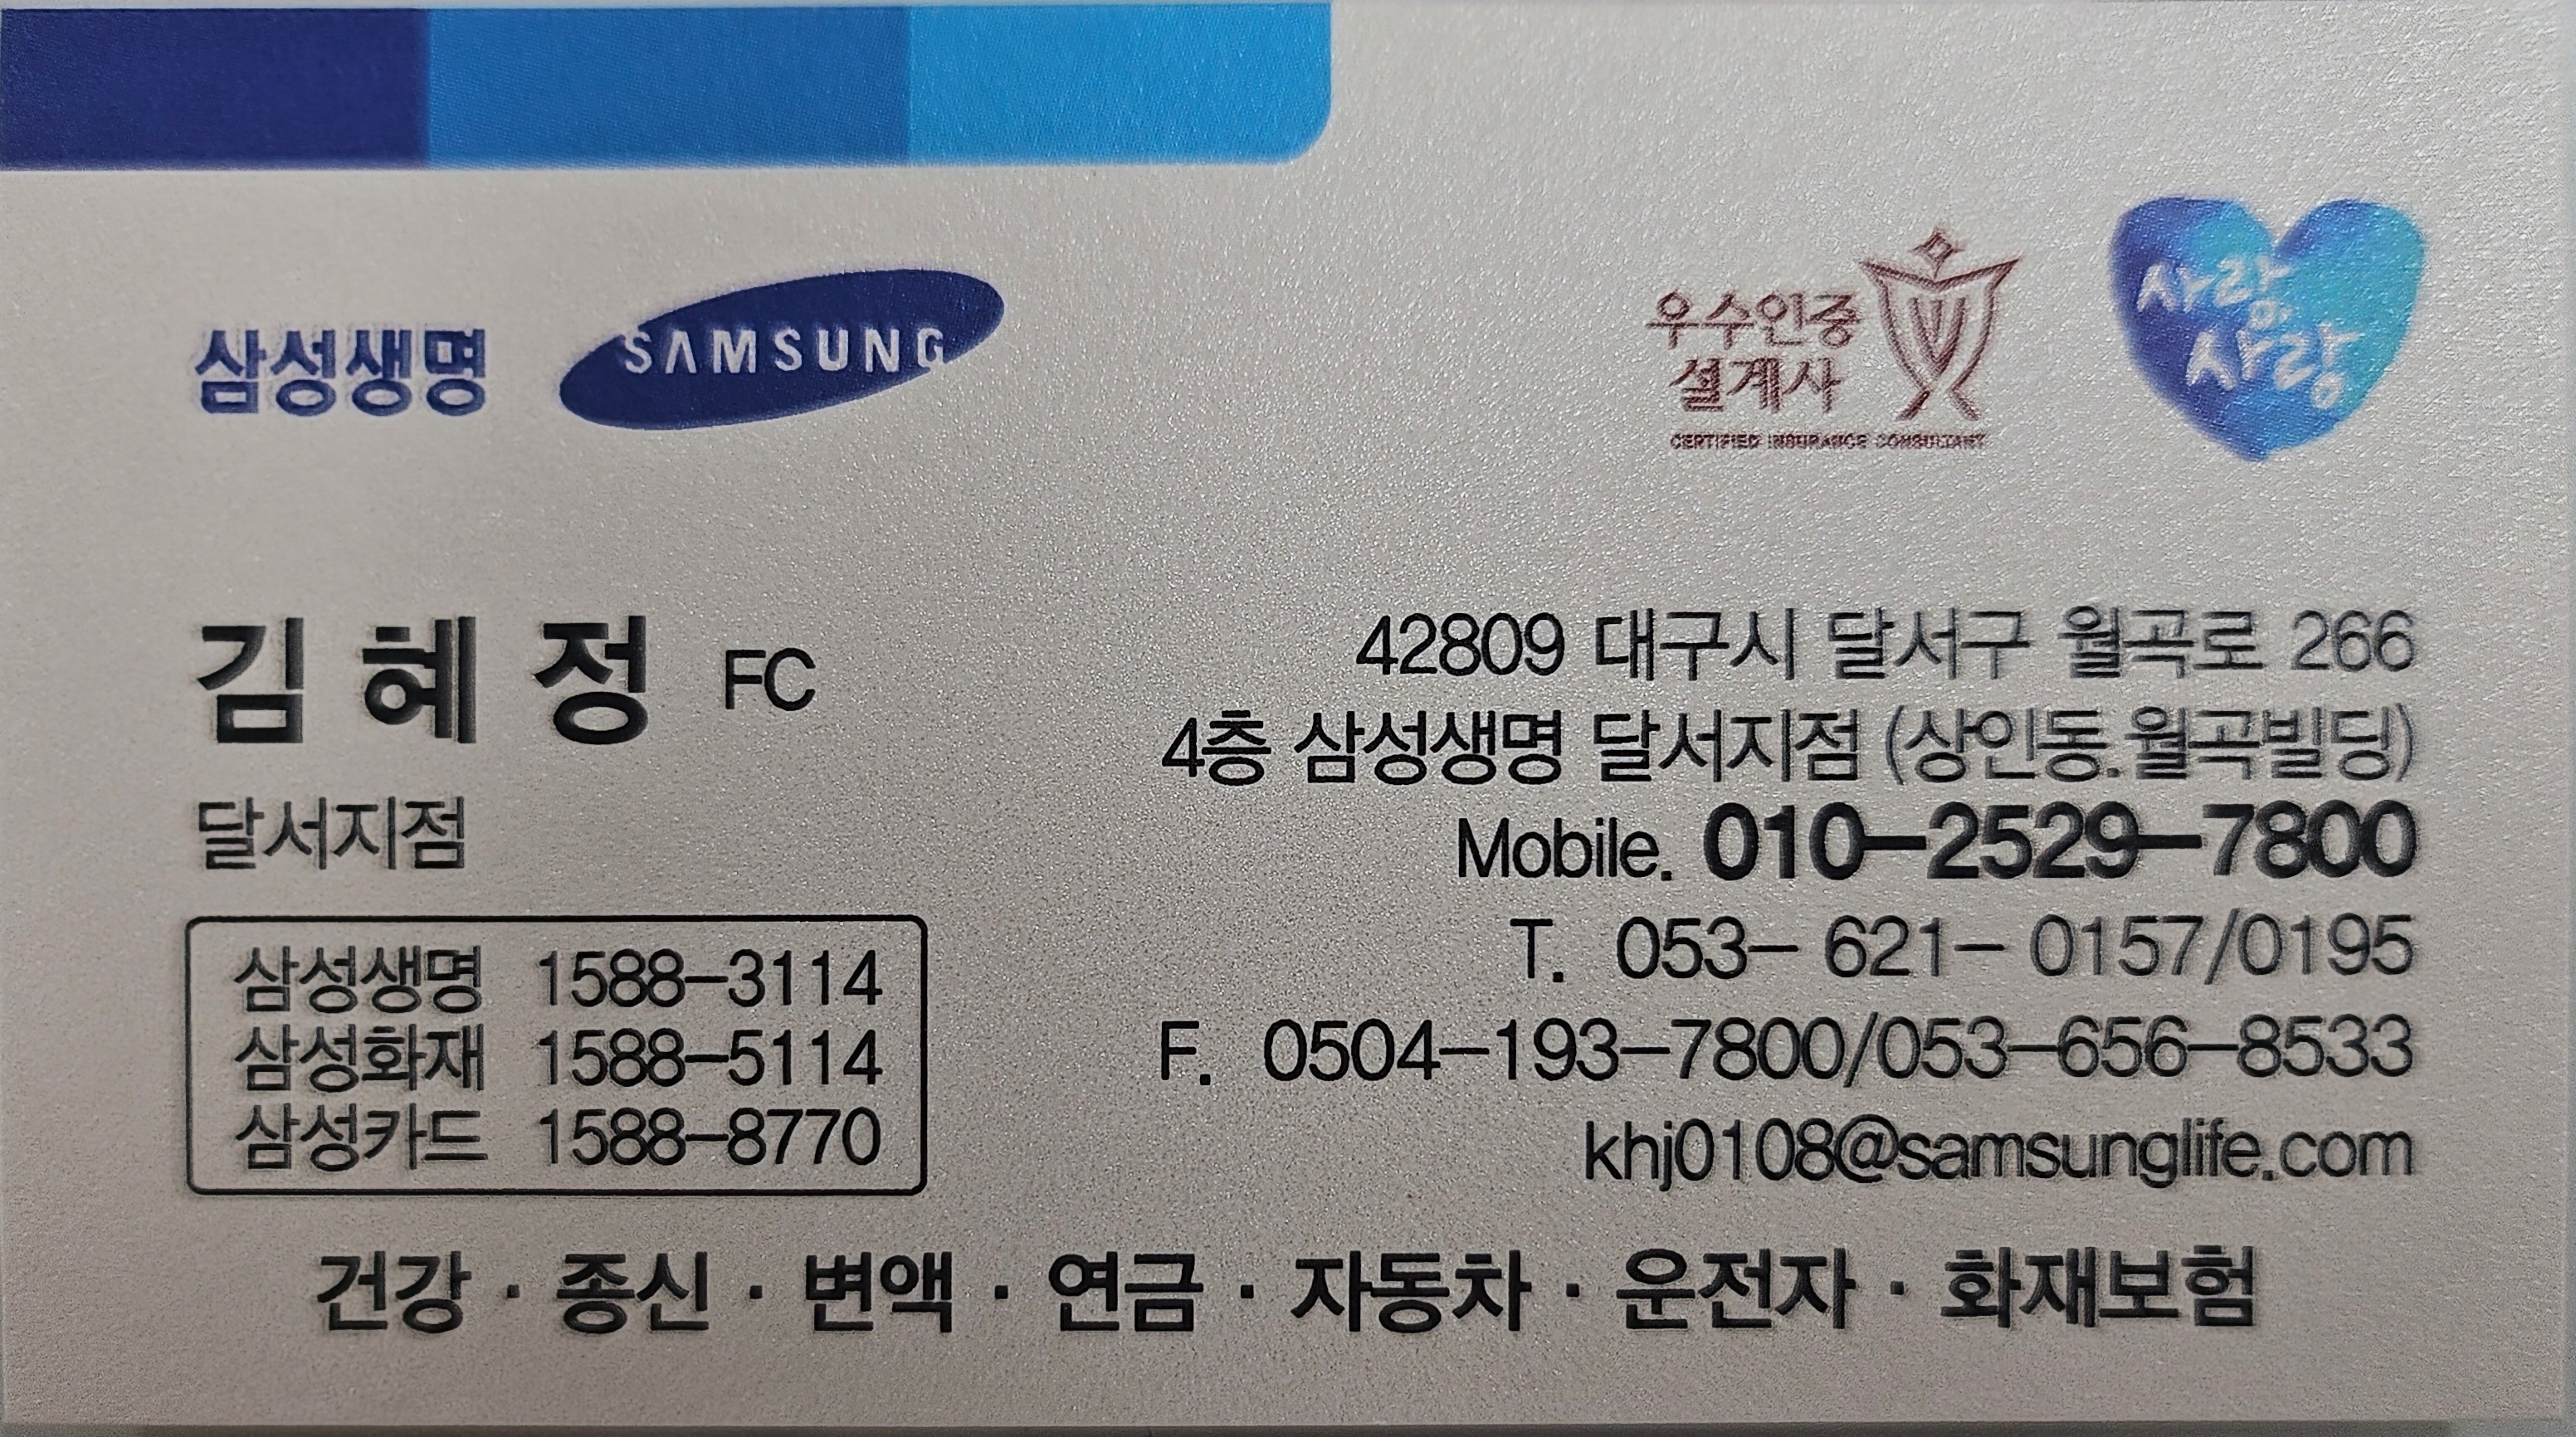 삼성생명 SAMSUNG
우수인증
설계사
CERTIFIED INSURANCE CONSULTANT
사랑,
사랑
김혜정 FC
달서지점
삼성생명 1588-3114
삼성화재 1588-5114
삼성카드 1588-8770
42809 대구시 달서구 월곡로 266
4층 삼성생명 달서지점 (상인동.월곡빌딩)
Mobile. 010-2529-7800
T. 053- 621- 0157/0195
F. 0504-193-7800/053-656-8533
khj0108@samsunglife.com
건강 · 종신 · 변액 · 연금 · 자동차 · 운전자 · 화재보험